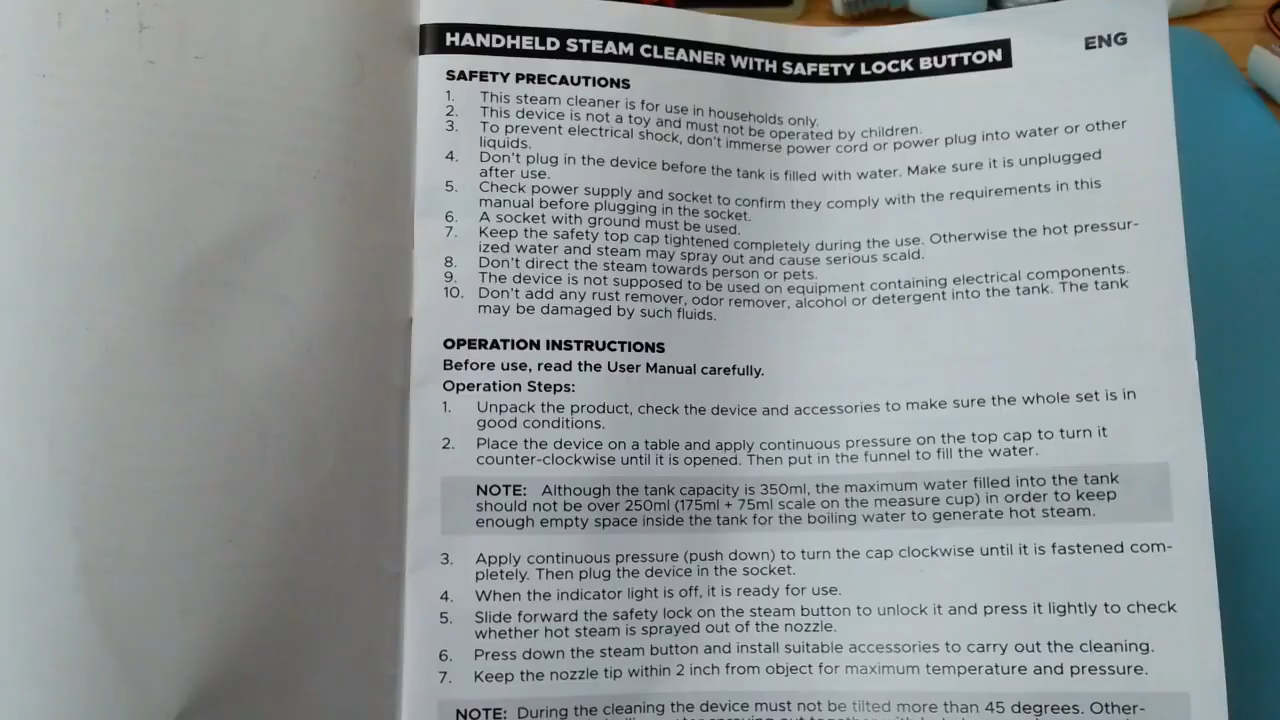 HANDHELD STEAM CLEANER WITH SAFETY LOCK BUTTON
ENG
SAFETY PRECAUTIONS
1. This steam cleaner is for use in households only.
2. This device is not a toy and must not be operated by children.
3. To prevent electrical shock, don't immerse power cord or power plug into water or other
liquids.
4. Don't plug in the device before the tank is filled with water. Make sure it is unplugged
after use.
5. Check power supply and socket to confirm they comply with the requirements in this
manual before plugging in the socket.
6. A socket with ground must be used.
7. Keep the safety top cap tightened completely during the use. Otherwise the hot pressur-
ized water and steam may spray out and cause serious scald.
8. Don't direct the steam towards person or pets.
9. The device is not supposed to be used on equipment containing electrical components.
10. Don't add any rust remover, odor remover, alcohol or detergent into the tank. The tank
may be damaged by such fluids.
OPERATION INSTRUCTIONS
Before use, read the User Manual carefully.
Operation Steps:
1. Unpack the product, check the device and accessories to make sure the whole set is in
good conditions.
2. Place the device on a table and apply continuous pressure on the top cap to turn it
counter-clockwise until it is opened. Then put in the funnel to fill the water.
NOTE: Although the tank capacity is 350ml, the maximum water filled into the tank
should not be over 250ml (175ml + 75ml scale on the measure cup) in order to keep
enough empty space inside the tank for the boiling water to generate hot steam.
3. Apply continuous pressure (push down) to turn the cap clockwise until it is fastened com-
pletely. Then plug the device in the socket.
4. When the indicator light is off, it is ready for use.
5. Slide forward the safety lock on the steam button to unlock it and press it lightly to check
whether hot steam is sprayed out of the nozzle.
6. Press down the steam button and install suitable accessories to carry out the cleaning.
7. Keep the nozzle tip within 2 inch from object for maximum temperature and pressure.
NOTE: During the cleaning the device must not be tilted more than 45 degrees. Other-